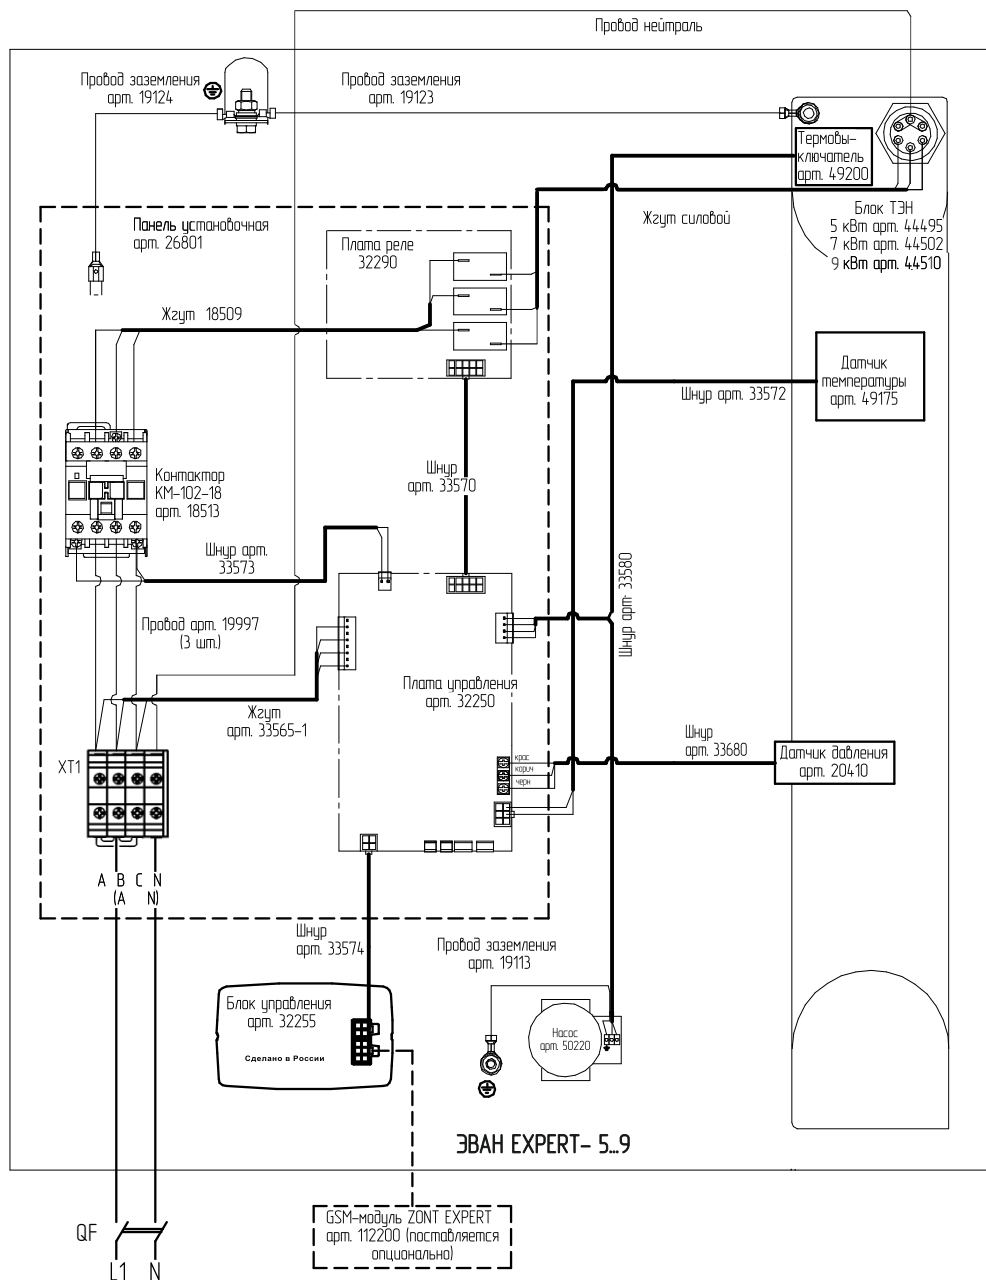 Провод нейтраль
Провод заземления
арт. 19124
Провод заземления
арт. 19123
Термовы-
ключатель
арт. 49200
Блок ТЭН
5 кВт арт. 44495
7 кВт арт. 44502
9 кВт арт. 44510
Жгут силовой
Панель установочная
арт. 26801
Плата реле
32290
Жгут 18509
Датчик
температуры
арт. 49175
Шнур арт. 33572
Контактор
КМ-102-18
арт. 18513
Шнур
арт. 33570
Шнур арт.
33573
Шнур арт. 33580
Провод арт. 19997
(3 шт.)
Плата управления
арт. 32250
Жгут
арт. 33565-1
Шнур
арт. 33680
Датчик давления
арт. 20410
крас
корич
черн
XT1
A B C N
(A N)
Шнур
арт. 33574
Провод заземления
арт. 19113
Блок управления
арт. 32255
Сделано в России
Насос
арт. 50220
ЭВАН EXPERT- 5...9
GSM-модуль ZONT EXPERT
арт. 112200 (поставляется
опционально)
QF
L1 N